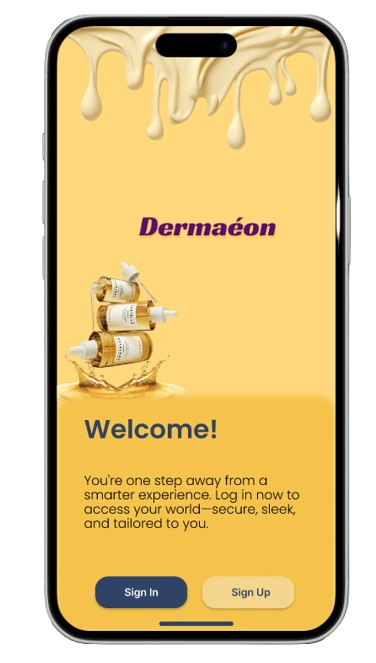 Dermaéon
Welcome!
You're one step away from a
smarter experience. Log in now to
access your world—secure, sleek,
and tailored to you.
Sign In
Sign Up